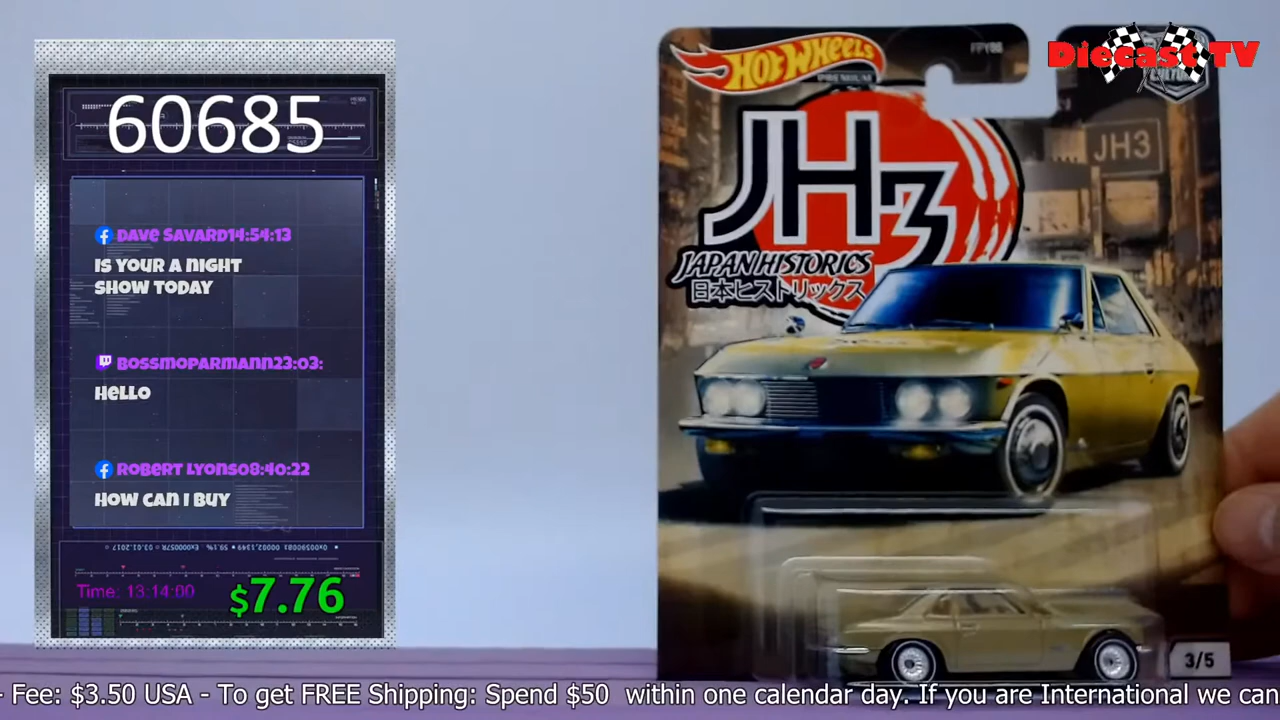 60685
DAVE SAVARD14:54:13
IS YOUR A NIGHT
SHOW TODAY
BOSSMOPARMANN23:03:
HELLO
ROBERT LYONS08:40:22
HOW CAN I BUY
Time: 13:14:00
$7.76
HOT WHEELS
PREMIUM
FPY86
Diecast TV
JH3
JH3
JAPAN HISTORICS
日本ヒストリックス
3/5
- Fee: $3.50 USA - To get FREE Shipping: Spend $50 within one calendar day. If you are International we can